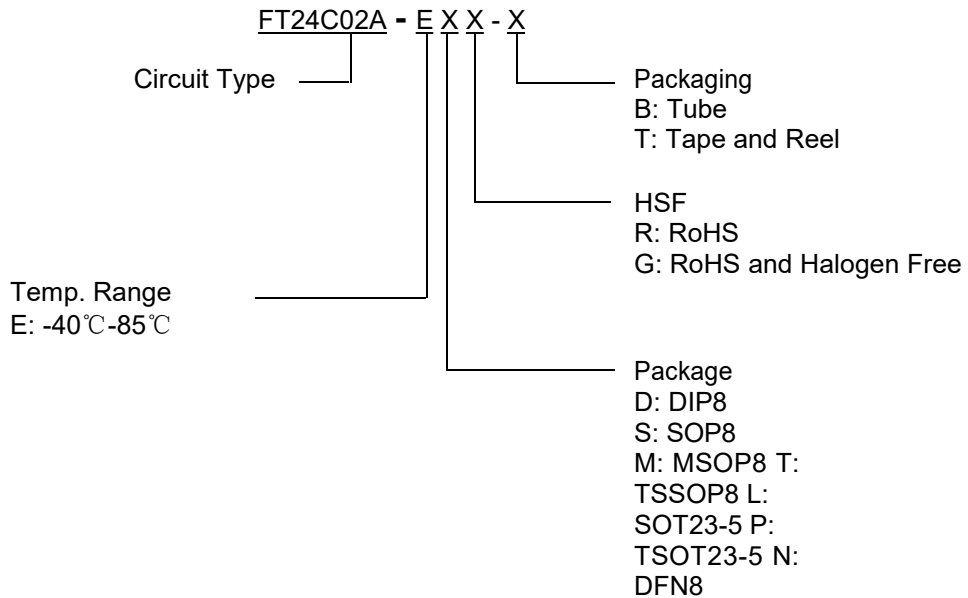 FT24C02A - E X X - X
Circuit Type
Packaging
B: Tube
T: Tape and Reel
HSF
R: RoHS
G: RoHS and Halogen Free
Temp. Range
E: -40℃-85℃
Package
D: DIP8
S: SOP8
M: MSOP8 T:
TSSOP8 L:
SOT23-5 P:
TSOT23-5 N:
DFN8